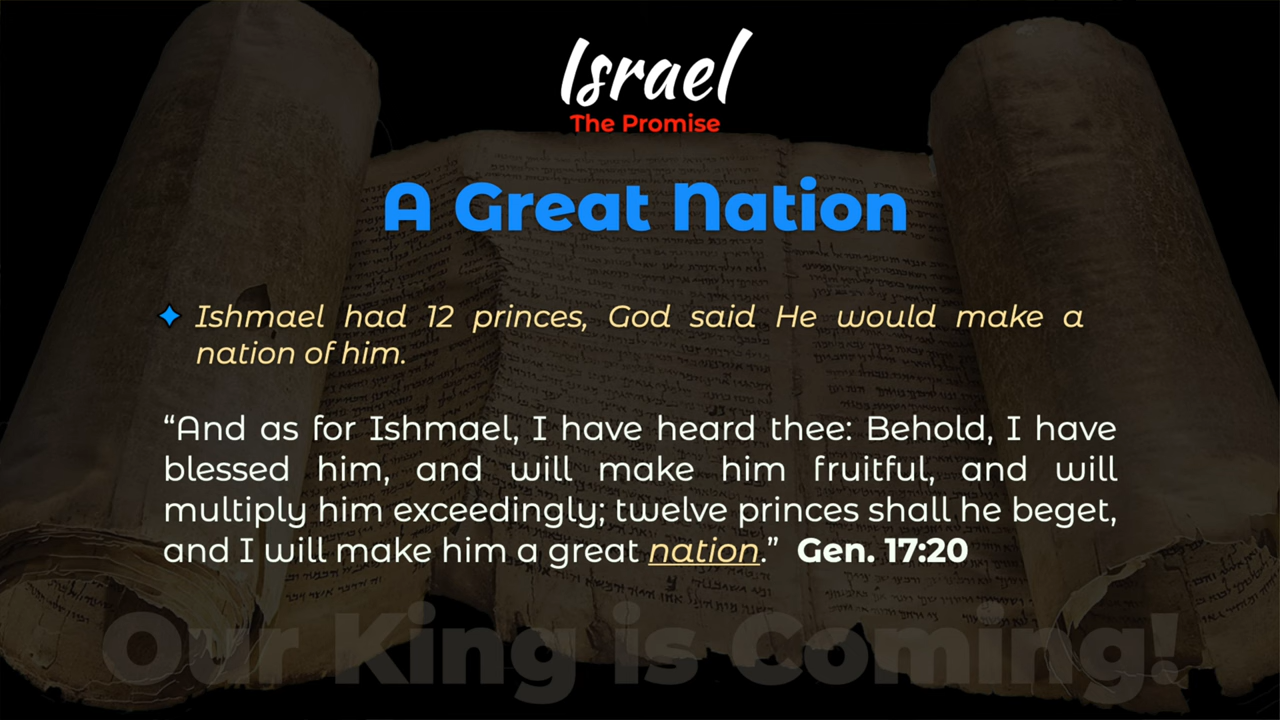 Israel
The Promise
A Great Nation
Ishmael had 12 princes, God said He would make a
nation of him.
“And as for Ishmael, I have heard thee: Behold, I have
blessed him, and will make him fruitful, and will
multiply him exceedingly; twelve princes shall he beget,
and I will make him a great nation.” Gen. 17:20
Our King is Coming!